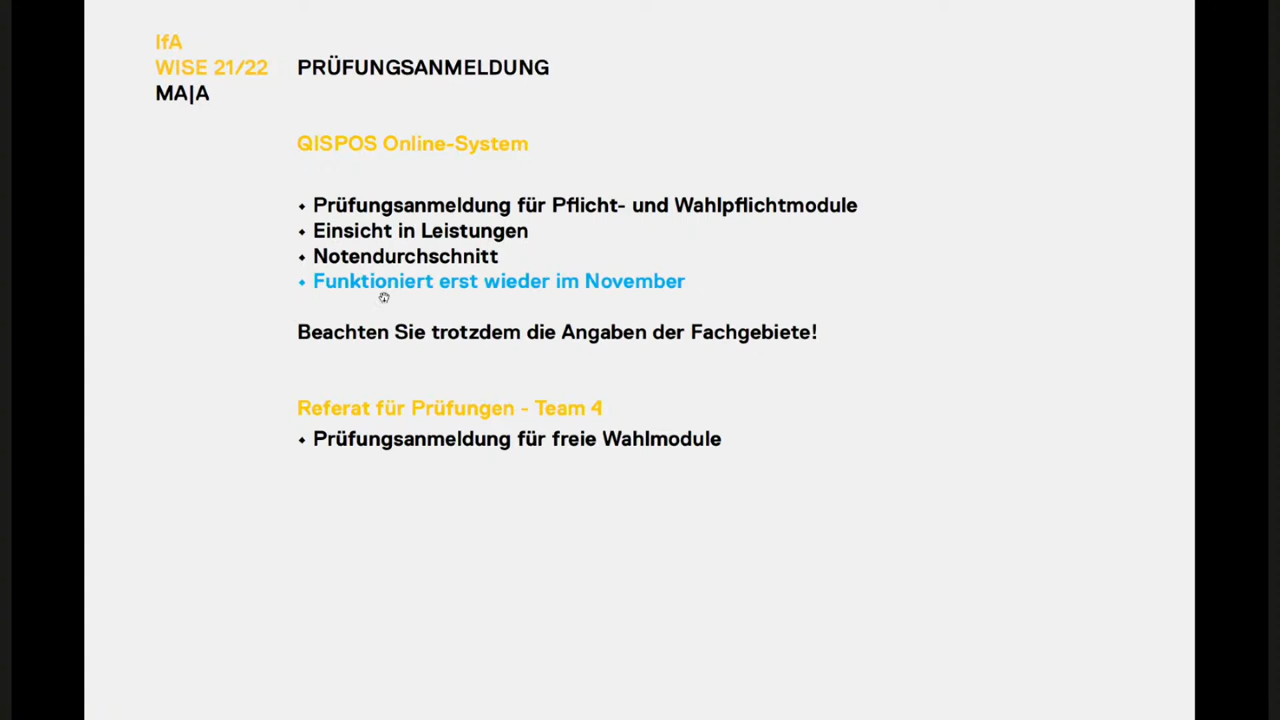 IfA
WISE 21/22 PRÜFUNGSANMELDUNG
MA|A
QISPOS Online-System
• Prüfungsanmeldung für Pflicht- und Wahlpflichtmodule
• Einsicht in Leistungen
• Notendurchschnitt
• Funktioniert erst wieder im November
Beachten Sie trotzdem die Angaben der Fachgebiete!
Referat für Prüfungen - Team 4
• Prüfungsanmeldung für freie Wahlmodule